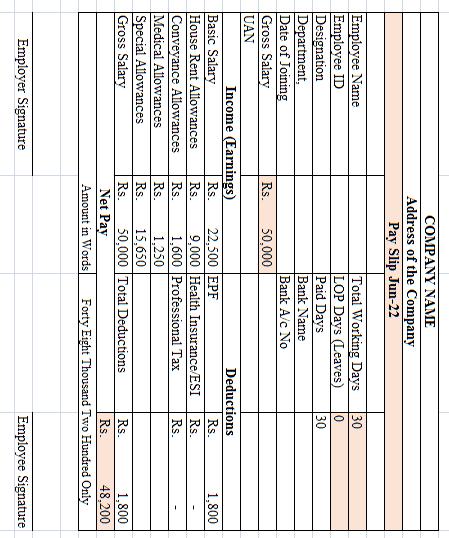 COMPANY NAME
Address of the Company
Pay Slip Jun-22
Employee Name Total Working Days 30
Employee ID LOP Days (Leaves) 0
Designation Paid Days 30
Department, Bank Name
Date of Joining Bank A/c No
Gross Salary Rs. 50,000
UAN
Income (Earnings) Deductions
Basic Salary Rs. 22,500 EPF Rs. 1,800
House Rent Allowances Rs. 9,000 Health Insurance/ESI Rs. -
Conveyance Allowances Rs. 1,600 Professional Tax Rs. -
Medical Allowances Rs. 1,250
Special Allowances Rs. 15,650
Gross Salary Rs. 50,000 Total Deductions Rs. 1,800
Net Pay Rs. 48,200
Amount in Words Forty Eight Thousand Two Hundred Only
Employer Signature Employee Signature